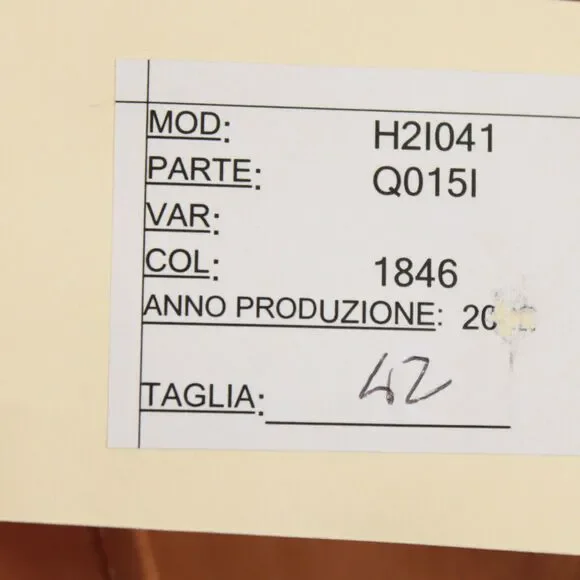 MOD: H2I041
PARTE: Q015I
VAR:
COL: 1846
ANNO PRODUZIONE:
TAGLIA: 42